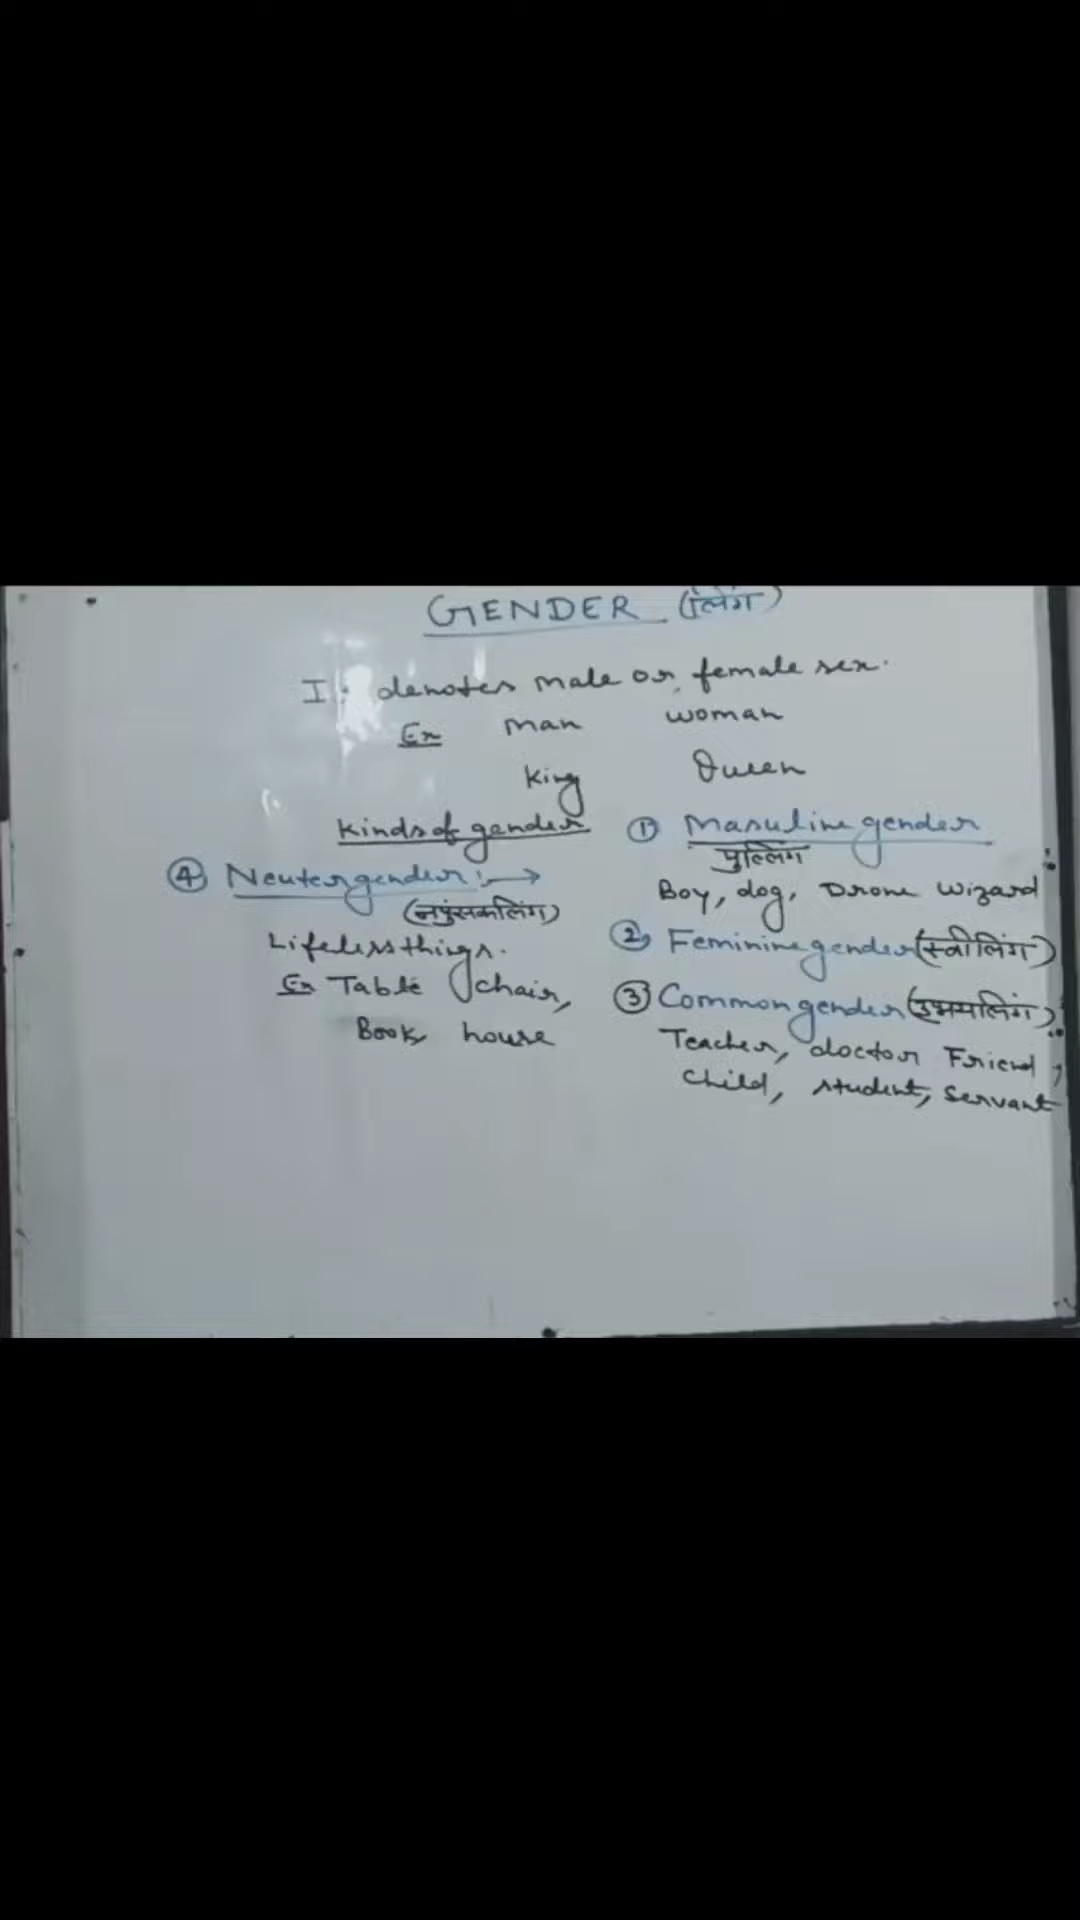 GENDER (लिंग)
It denotes male or female sex.
Ex man woman
king Queen
Kinds of gender
① Masuline gender
पुल्लिंग
Boy, dog, Drone wizard
② Feminine gender (स्त्रीलिंग)
③ Common gender (उभयलिंग)
Teacher, doctor Friend,
child, student, servant
④ Neuter gender :→
(नपुंसकलिंग)
Lifeless things.
Ex Table chair,
Book, house